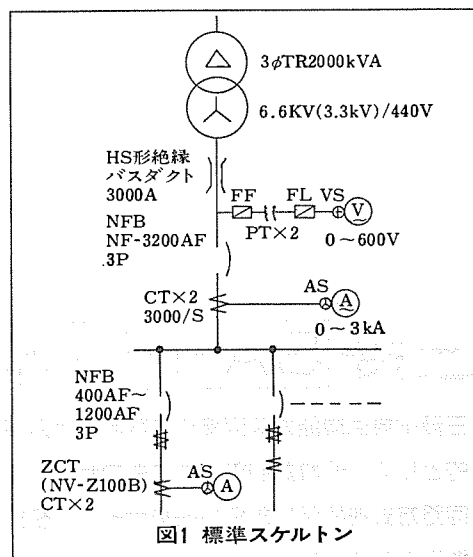 3φTR2000kVA
6.6KV(3.3kV)/440V
HS形絶縁
バスダクト
3000A
FF FL VS
V
PT×2
0～600V
NFB
NF-3200AF
.3P
CT×2
3000/S
AS
A
0～3kA
NFB
400AF～
1200AF
3P
ZCT
(NV-Z100B)
CT×2
AS
A
図1 標準スケルトン